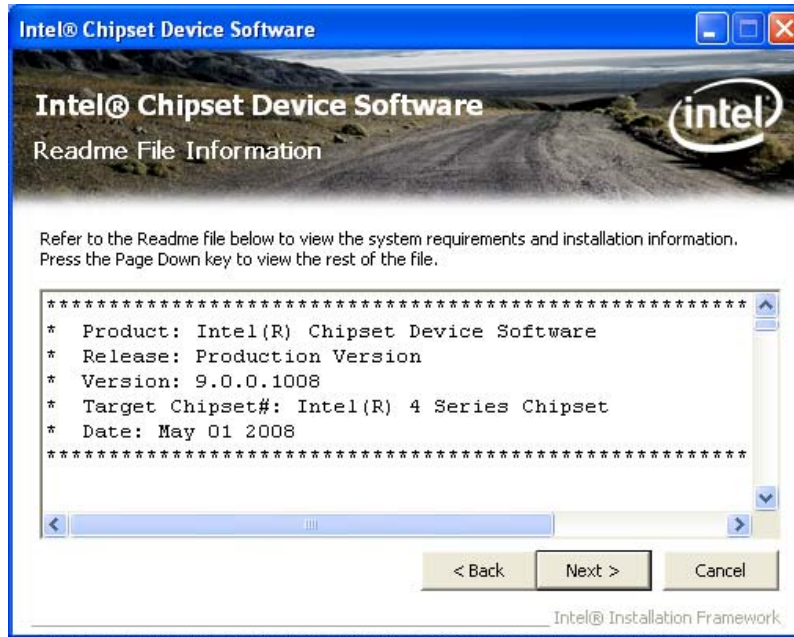 Intel® Chipset Device Software
Intel® Chipset Device Software
intel
Readme File Information
Refer to the Readme file below to view the system requirements and installation information.
Press the Page Down key to view the rest of the file.
********************************************************
* Product: Intel(R) Chipset Device Software
* Release: Production Version
* Version: 9.0.0.1008
* Target Chipset#: Intel(R) 4 Series Chipset
* Date: May 01 2008
********************************************************
< Back Next > Cancel
Intel® Installation Framework